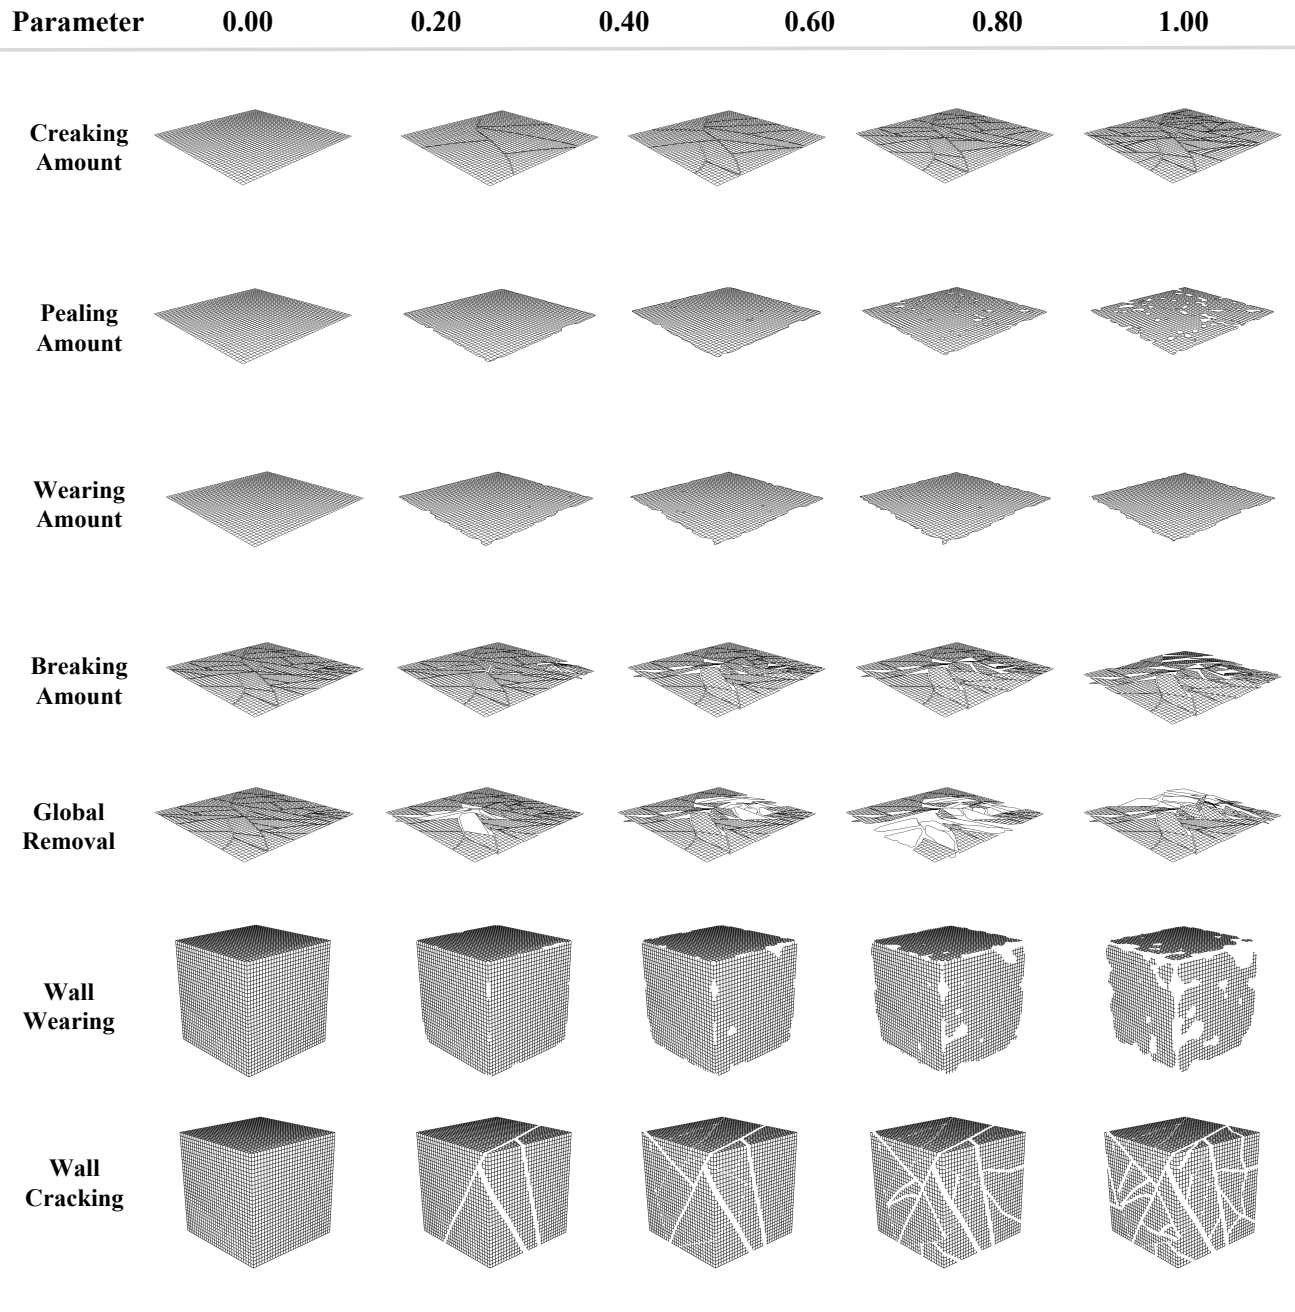 Parameter 0.00 0.20 0.40 0.60 0.80 1.00
Creaking
Amount
Pealing
Amount
Wearing
Amount
Breaking
Amount
Global
Removal
Wall
Wearing
Wall
Cracking